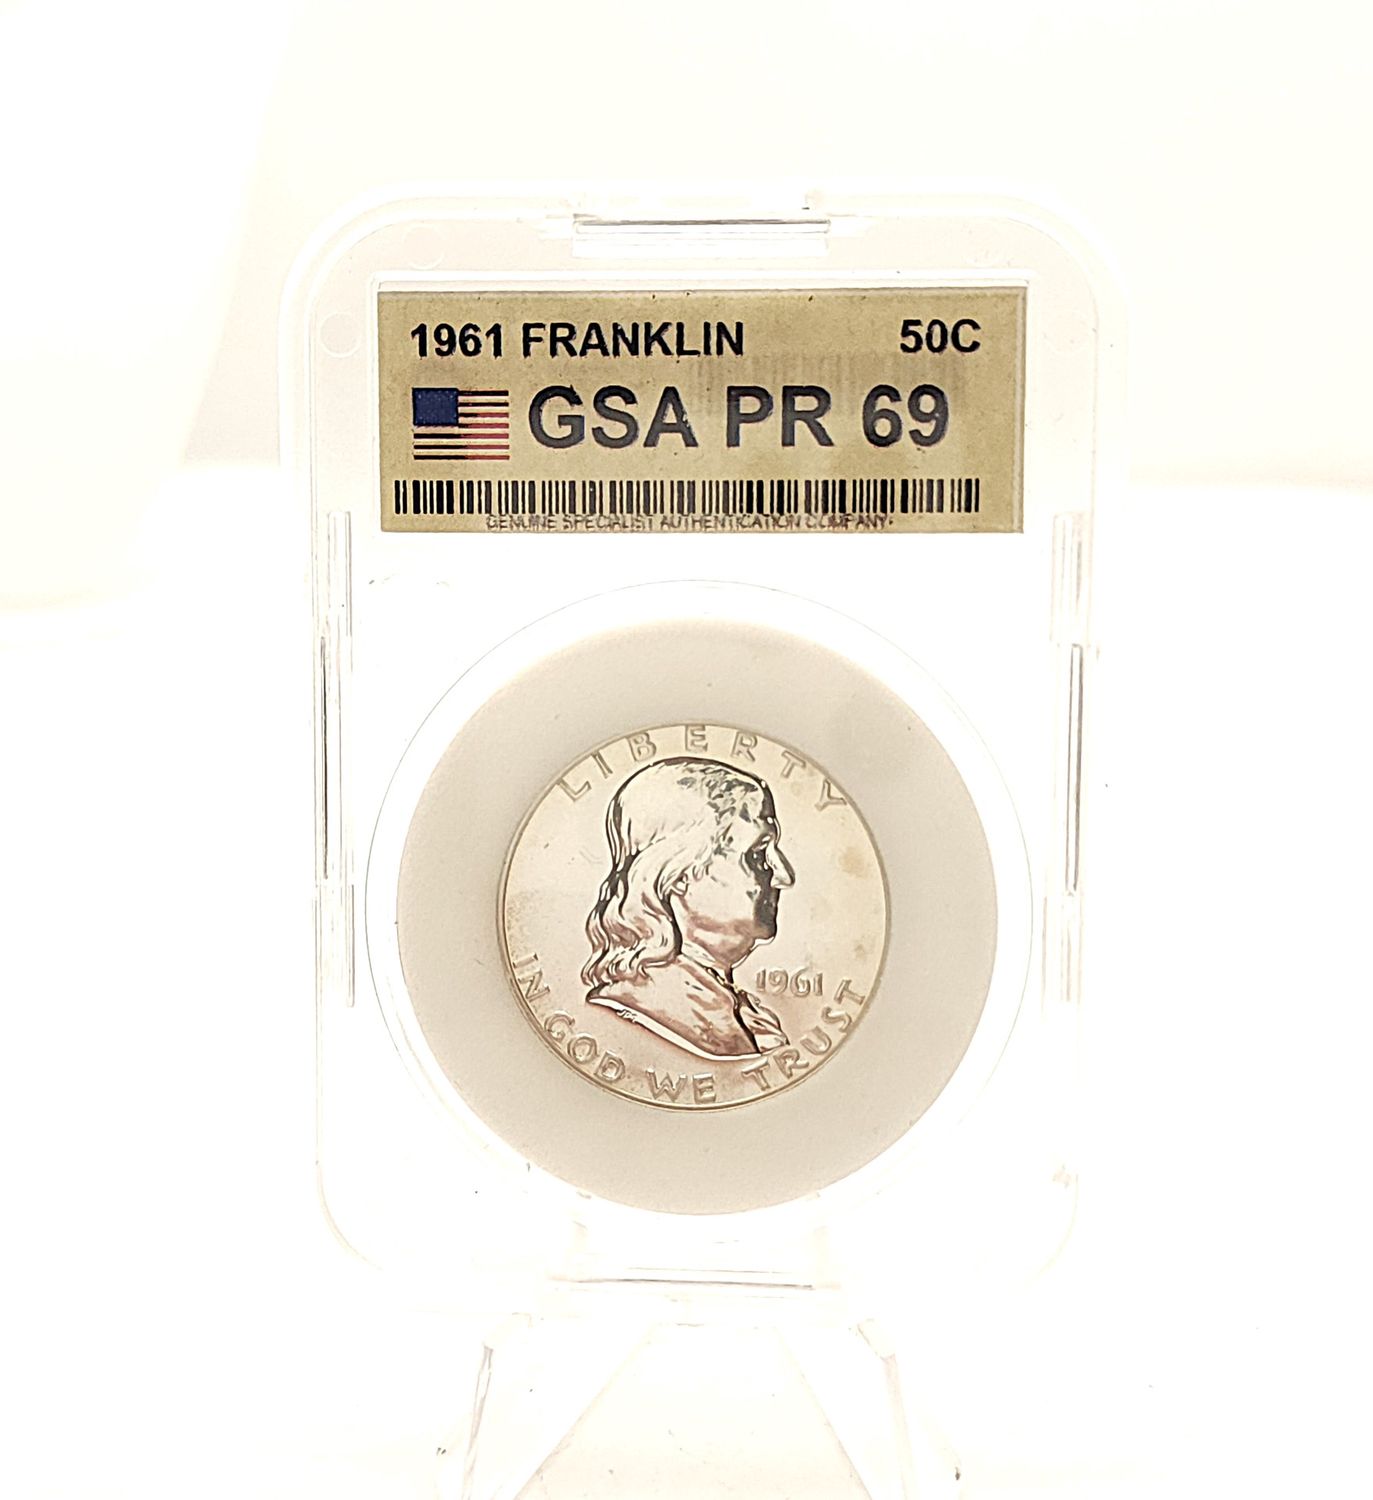 1961 FRANKLIN 50C
GSA PR 69
GENUINE SPECIALIST AUTHENTICATION COMPANY
LIBERTY
1961
IN GOD WE TRUST